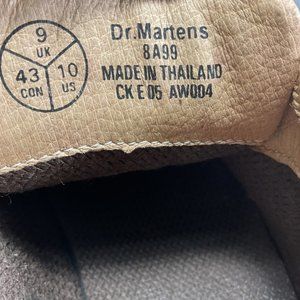 9
UK
43
CON
10
US
Dr. Martens
8A99
MADE IN THAILAND
CK E 05 AW004